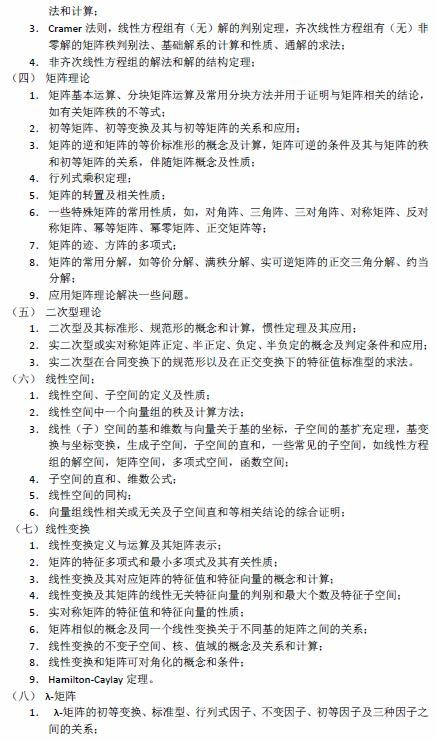 法和计算；
3. Cramer 法则，线性方程组有（无）解的判别定理，齐次线性方程组有（无）非
零解的矩阵秩判别法、基础解系的计算和性质、通解的求法；
4. 非齐次线性方程组的解法和解的结构定理；
（四） 矩阵理论
1. 矩阵基本运算、分块矩阵运算及常用分块方法并用于证明与矩阵相关的结论，
如有关矩阵秩的不等式；
2. 初等矩阵、初等变换及其与初等矩阵的关系和应用；
3. 矩阵的逆和矩阵的等价标准形的概念及计算，矩阵可逆的条件及其与矩阵的秩
和初等矩阵的关系，伴随矩阵概念及性质；
4. 行列式乘积定理；
5. 矩阵的转置及相关性质；
6. 一些特殊矩阵的常用性质，如，对角阵、三角阵、三对角阵、对称矩阵、反对
称矩阵、幂等矩阵、幂零矩阵、正交矩阵等；
7. 矩阵的迹、方阵的多项式；
8. 矩阵的常用分解，如等价分解、满秩分解、实可逆矩阵的正交三角分解、约当
分解；
9. 应用矩阵理论解决一些问题。
（五） 二次型理论
1. 二次型及其标准形、规范形的概念和计算，惯性定理及其应用；
2. 实二次型或实对称矩阵正定、半正定、负定、半负定的概念及判定条件和应用；
3. 实二次型在合同变换下的规范形以及在正交变换下的特征值标准型的求法。
（六） 线性空间；
1. 线性空间、子空间的定义及性质；
2. 线性空间中一个向量组的秩及计算方法；
3. 线性（子）空间的基和维数与向量关于基的坐标，子空间的基扩充定理，基变
换与坐标变换，生成子空间，子空间的直和，一些常见的子空间，如线性方程
组的解空间，矩阵空间，多项式空间，函数空间；
4. 子空间的直和、维数公式；
5. 线性空间的同构；
6. 向量组线性相关或无关及子空间直和等相关结论的综合证明；
（七）线性变换
1. 线性变换定义与运算及其矩阵表示；
2. 矩阵的特征多项式和最小多项式及其有关性质；
3. 线性变换及其对应矩阵的特征值和特征向量的概念和计算；
4. 线性变换及其矩阵的线性无关特征向量的判别和最大个数及特征子空间；
5. 实对称矩阵的特征值和特征向量的性质；
6. 矩阵相似的概念及同一个线性变换关于不同基的矩阵之间的关系；
7. 线性变换的不变子空间、核、值域的概念及关系和计算；
8. 线性变换和矩阵可对角化的概念和条件；
9. Hamilton-Caylay 定理。
（八） λ-矩阵
1. λ-矩阵的初等变换、标准型、行列式因子、不变因子、初等因子及三种因子之
间的关系；